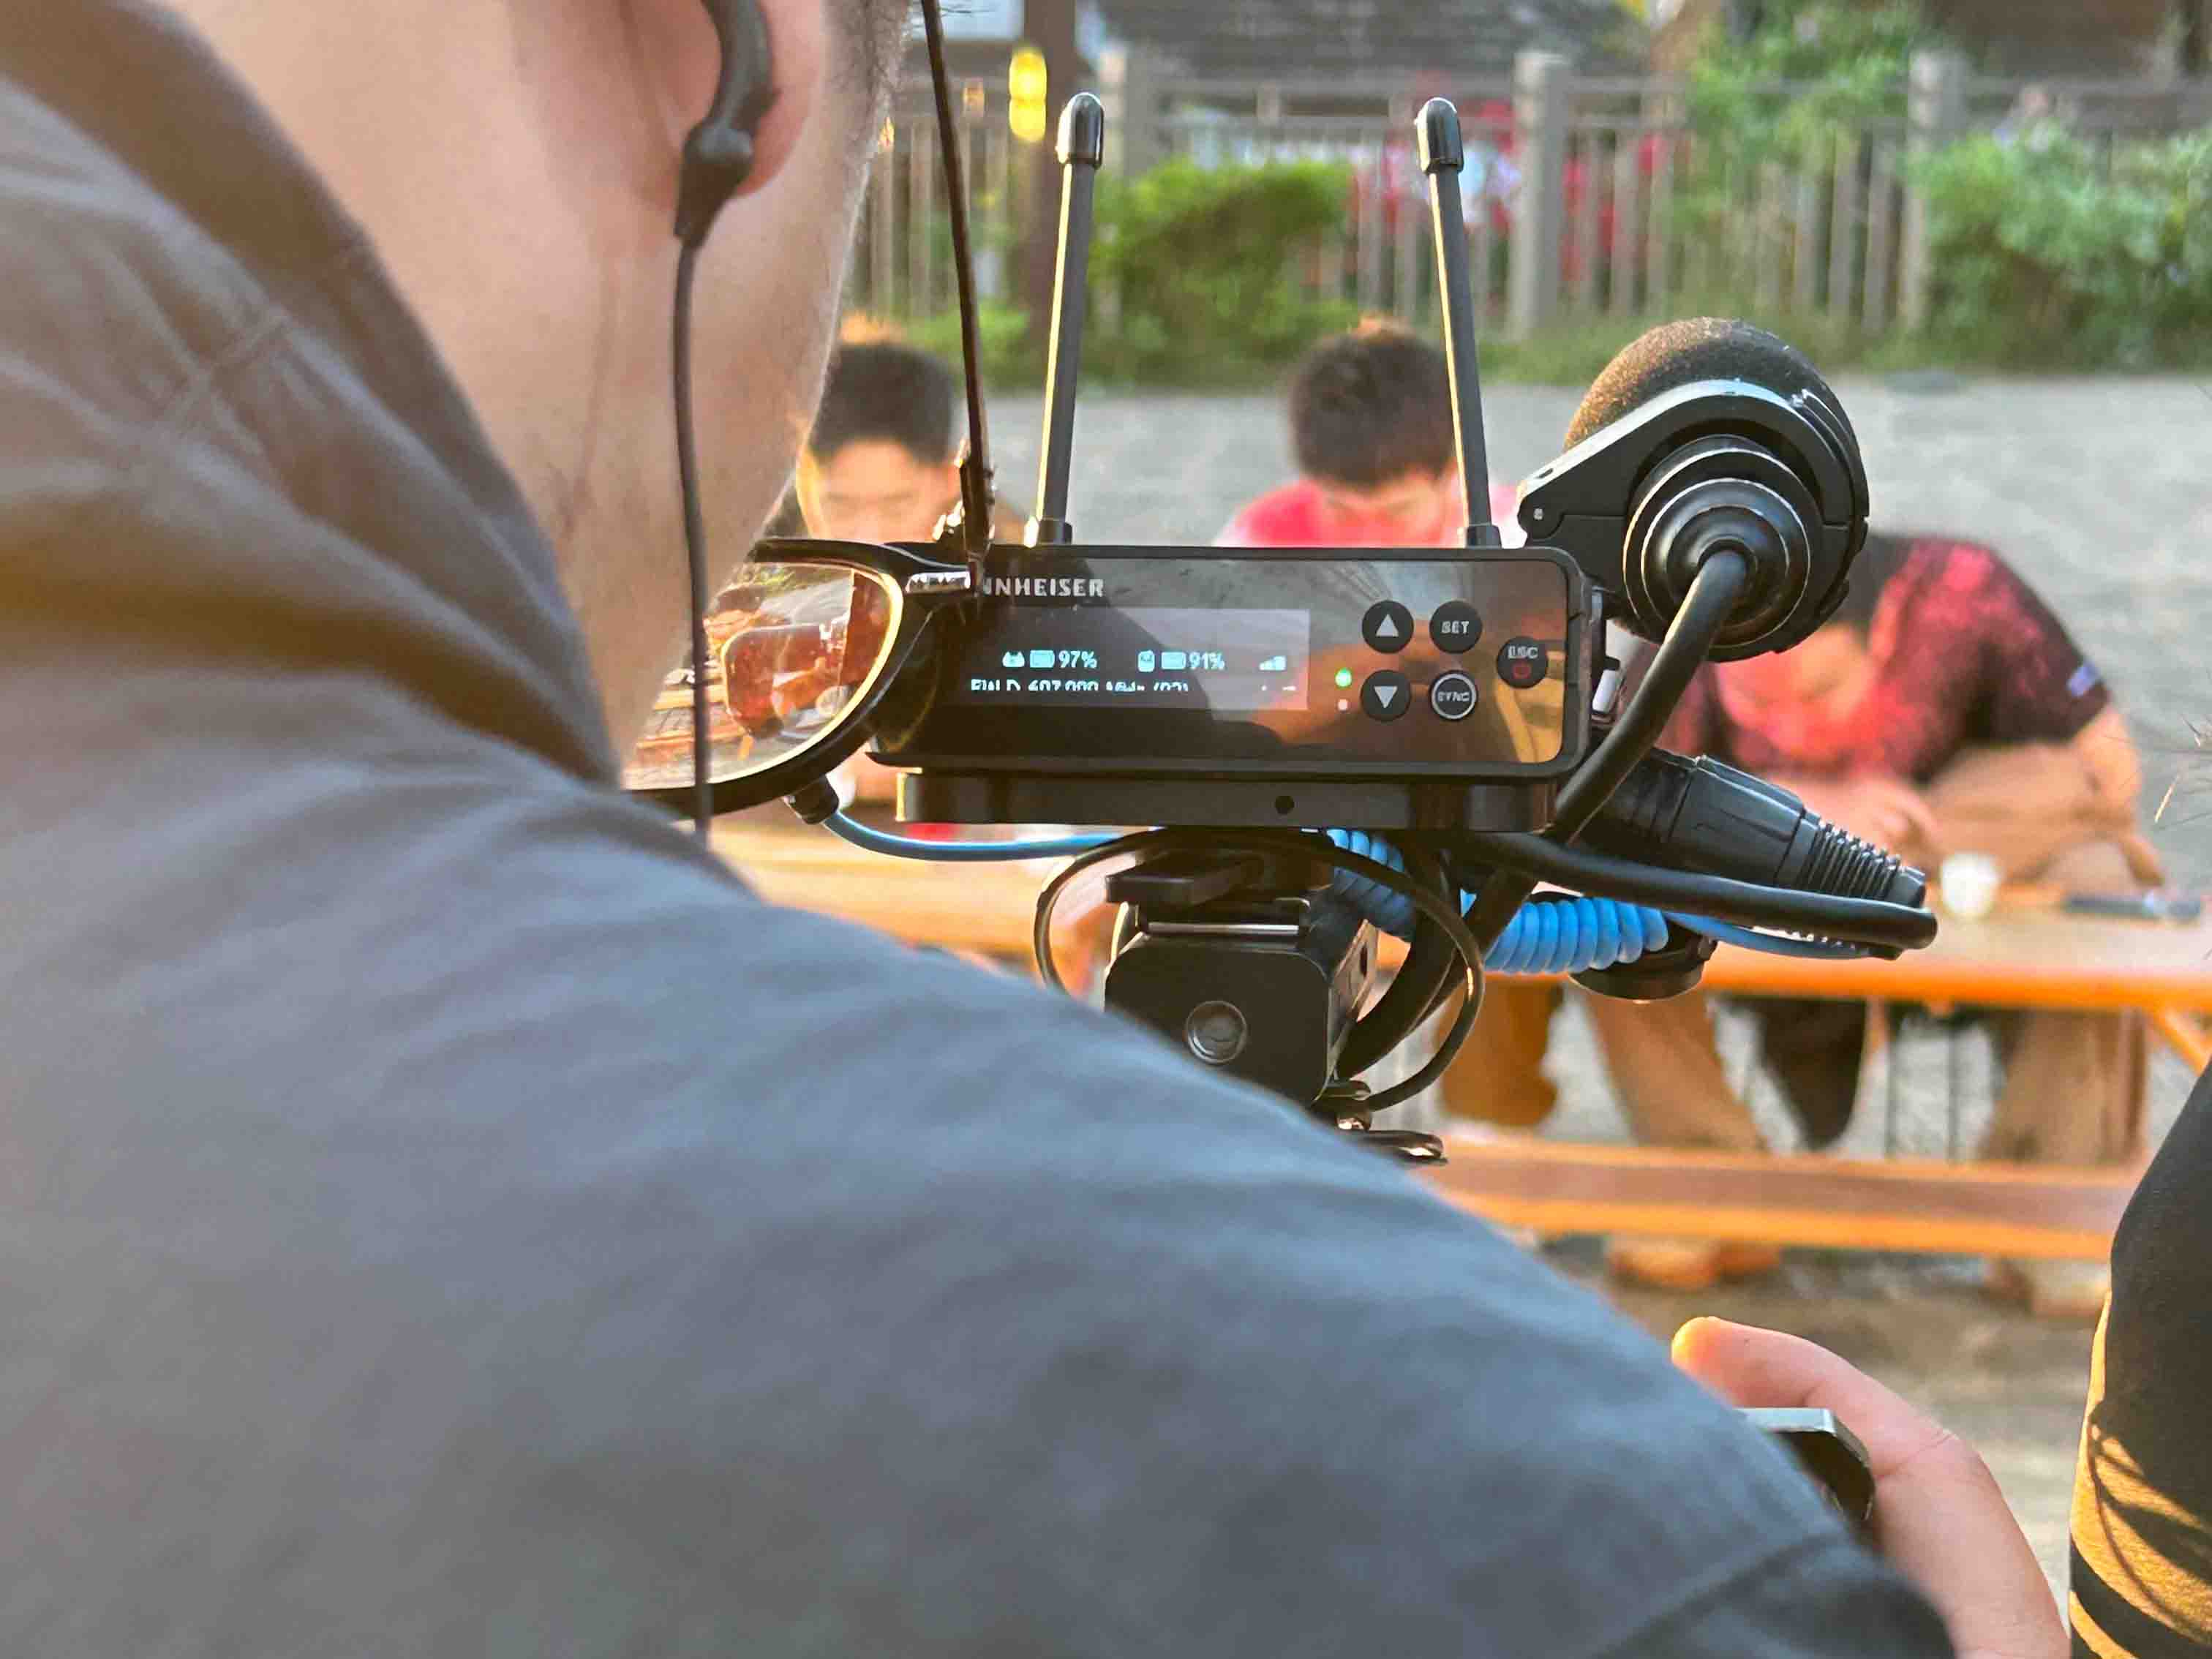 NNHEISER
97% 91%
SET
ESC
SYNC